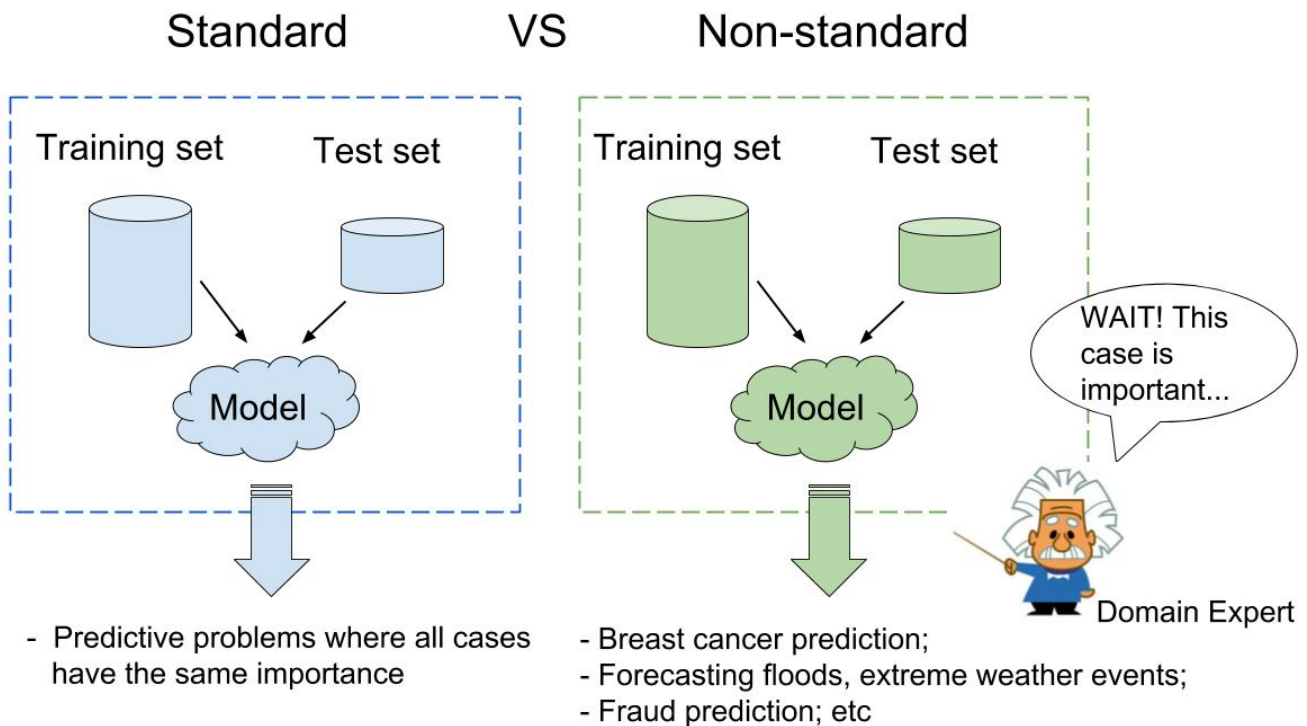 Standard VS Non-standard
Training set Test set
Model
- Predictive problems where all cases
have the same importance
Training set Test set
Model
WAIT! This
case is
important...
Domain Expert
- Breast cancer prediction;
- Forecasting floods, extreme weather events;
- Fraud prediction; etc